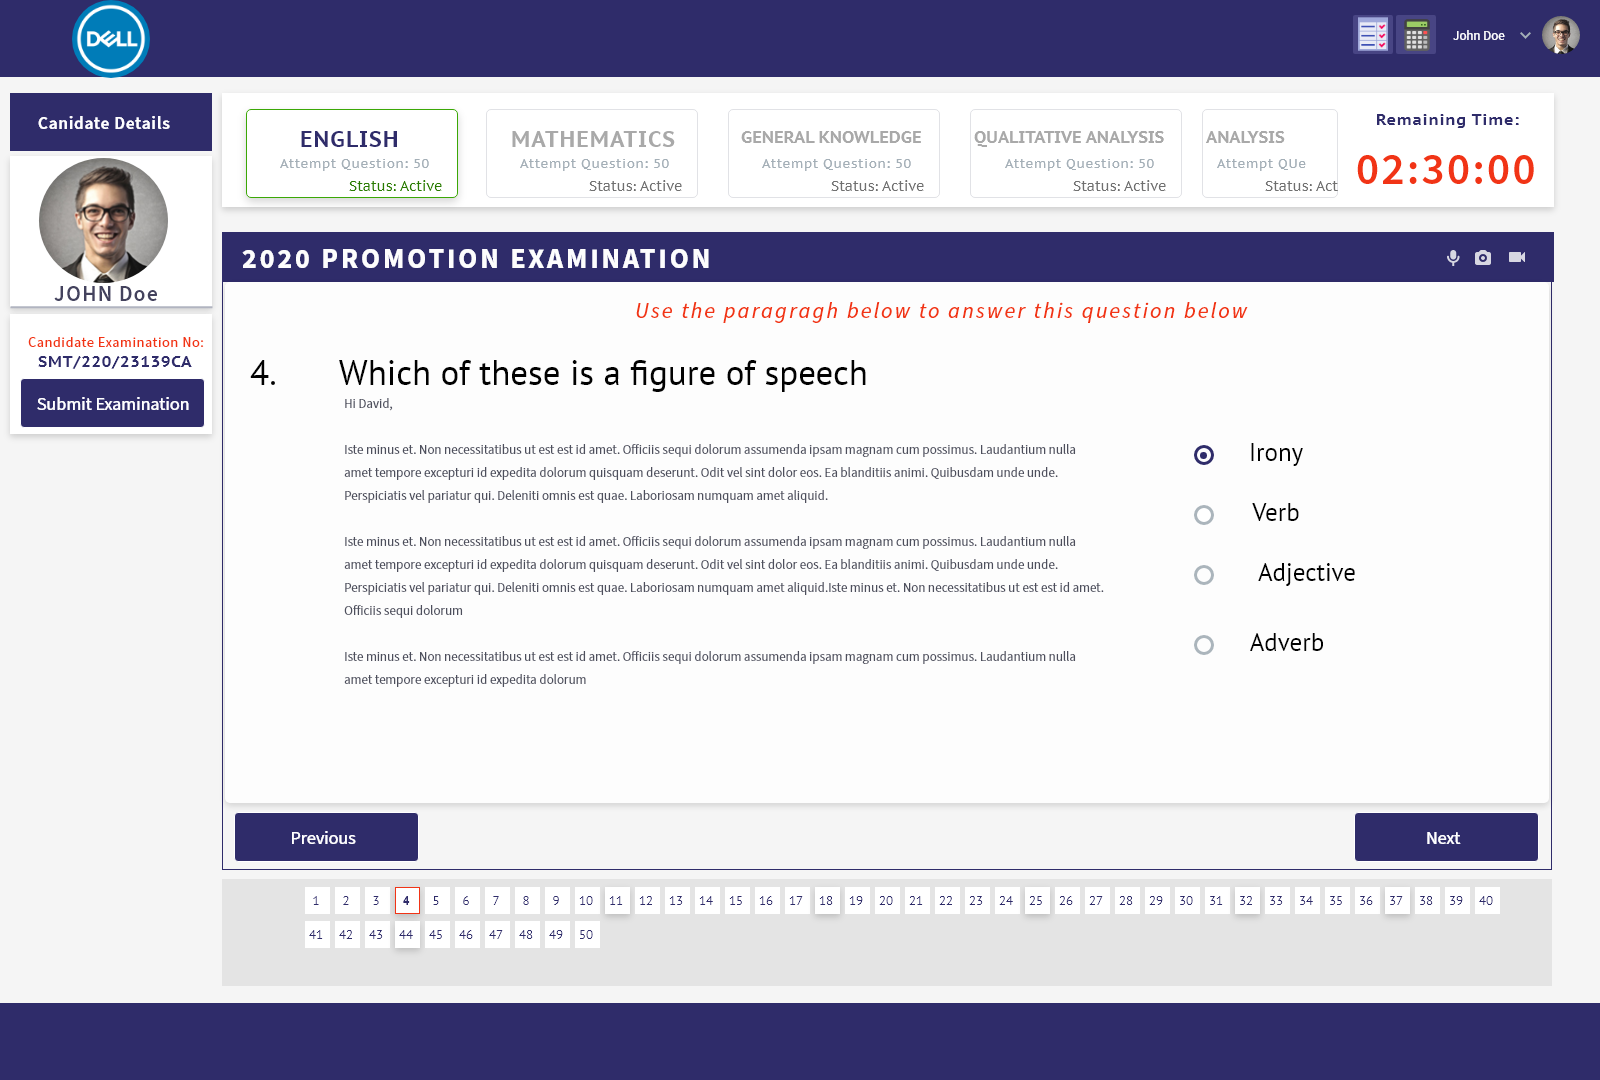 DELL
John Doe
Canidate Details
JOHN Doe
Candidate Examination No:
SMT/220/23139CA
Submit Examination
ENGLISH
Attempt Question: 50
Status: Active
MATHEMATICS
Attempt Question: 50
Status: Active
GENERAL KNOWLEDGE
Attempt Question: 50
Status: Active
QUALITATIVE ANALYSIS
Attempt Question: 50
Status: Active
ANALYSIS
Attempt QUe
Status: Act
Remaining Time:
02:30:00
2020 PROMOTION EXAMINATION
Use the paragragh below to answer this question below
4. Which of these is a figure of speech
Hi David,
Iste minus et. Non necessitatibus ut est est id amet. Officiis sequi dolorum assumenda ipsam magnam cum possimus. Laudantium nulla
amet tempore excepturi id expedita dolorum quisquam deserunt. Odit vel sint dolor eos. Ea blanditiis animi. Quibusdam unde unde.
Perspiciatis vel pariatur qui. Deleniti omnis est quae. Laboriosam numquam amet aliquid.
Iste minus et. Non necessitatibus ut est est id amet. Officiis sequi dolorum assumenda ipsam magnam cum possimus. Laudantium nulla
amet tempore excepturi id expedita dolorum quisquam deserunt. Odit vel sint dolor eos. Ea blanditiis animi. Quibusdam unde unde.
Perspiciatis vel pariatur qui. Deleniti omnis est quae. Laboriosam numquam amet aliquid.Iste minus et. Non necessitatibus ut est est id amet.
Officiis sequi dolorum
Iste minus et. Non necessitatibus ut est est id amet. Officiis sequi dolorum assumenda ipsam magnam cum possimus. Laudantium nulla
amet tempore excepturi id expedita dolorum
Irony
Verb
Adjective
Adverb
Previous
Next
1 2 3 4 5 6 7 8 9 10 11 12 13 14 15 16 17 18 19 20 21 22 23 24 25 26 27 28 29 30 31 32 33 34 35 36 37 38 39 40
41 42 43 44 45 46 47 48 49 50